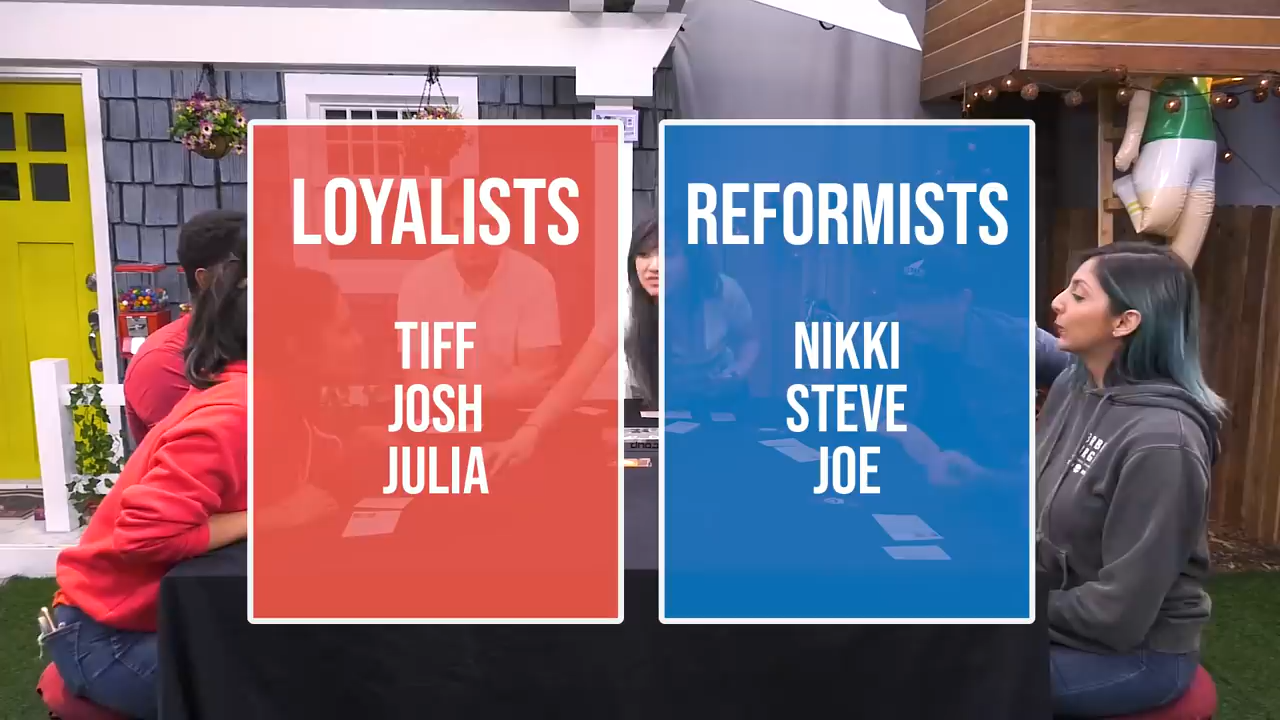 LOYALISTS
TIFF
JOSH
JULIA
REFORMISTS
NIKKI
STEVE
JOE